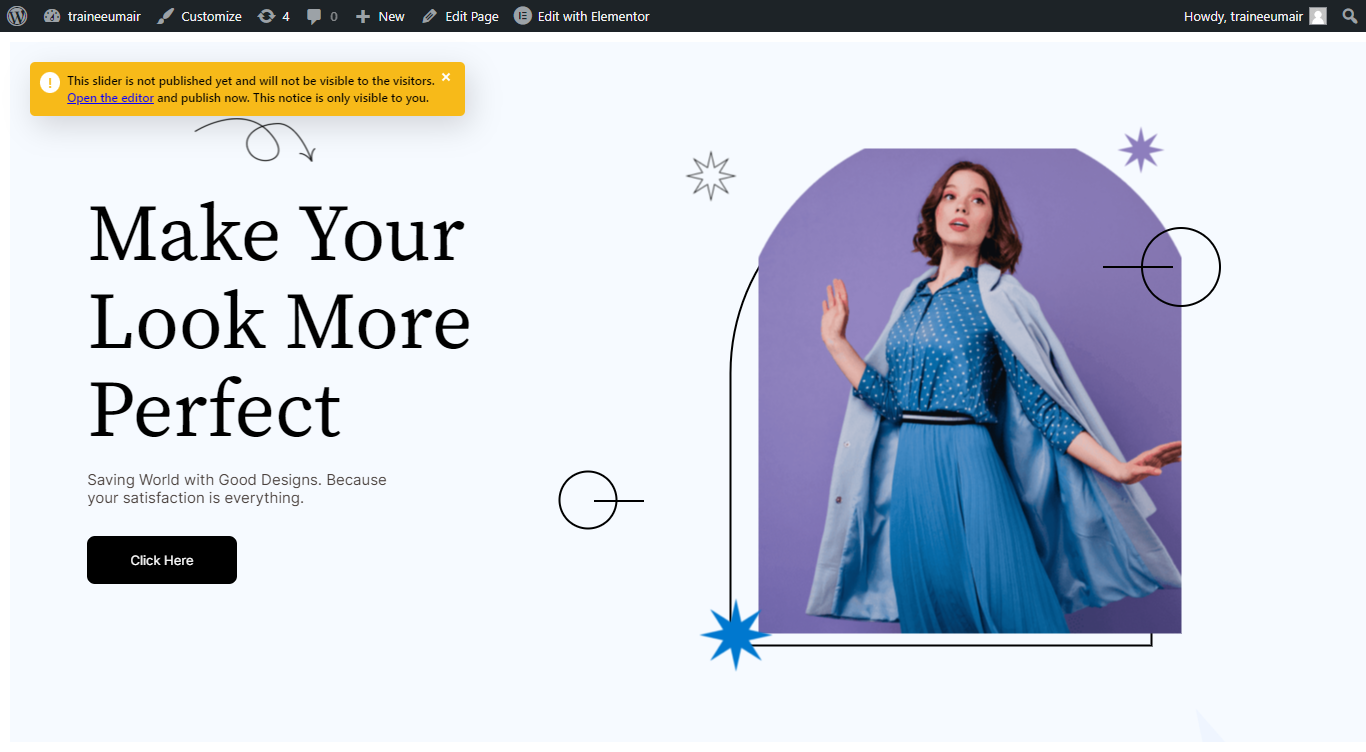 traineeumair Customize 4 0 New Edit Page Edit with Elementor Howdy, traineeumair
This slider is not published yet and will not be visible to the visitors. ×
! Open the editor and publish now. This notice is only visible to you.
Make Your
Look More
Perfect
Saving World with Good Designs. Because
your satisfaction is everything.
Click Here